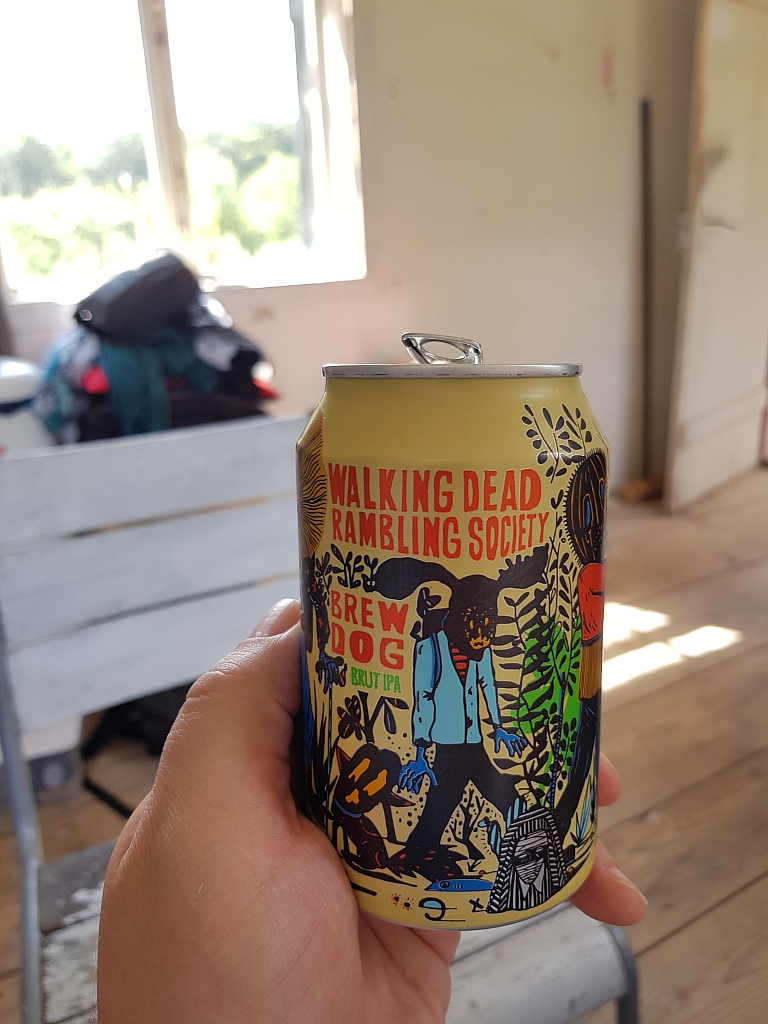 WALKING DEAD
RAMBLING SOCIETY
BREW
DOG
BRUT IPA